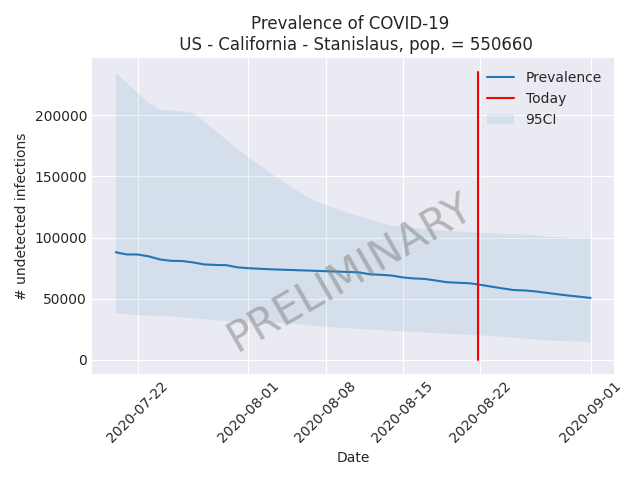 Prevalence of COVID-19
US - California - Stanislaus, pop. = 550660
Prevalence
Today
95CI
# undetected infections
200000
150000
100000
50000
0
PRELIMINARY
2020-07-22
2020-08-01
2020-08-08
2020-08-15
2020-08-22
2020-09-01
Date